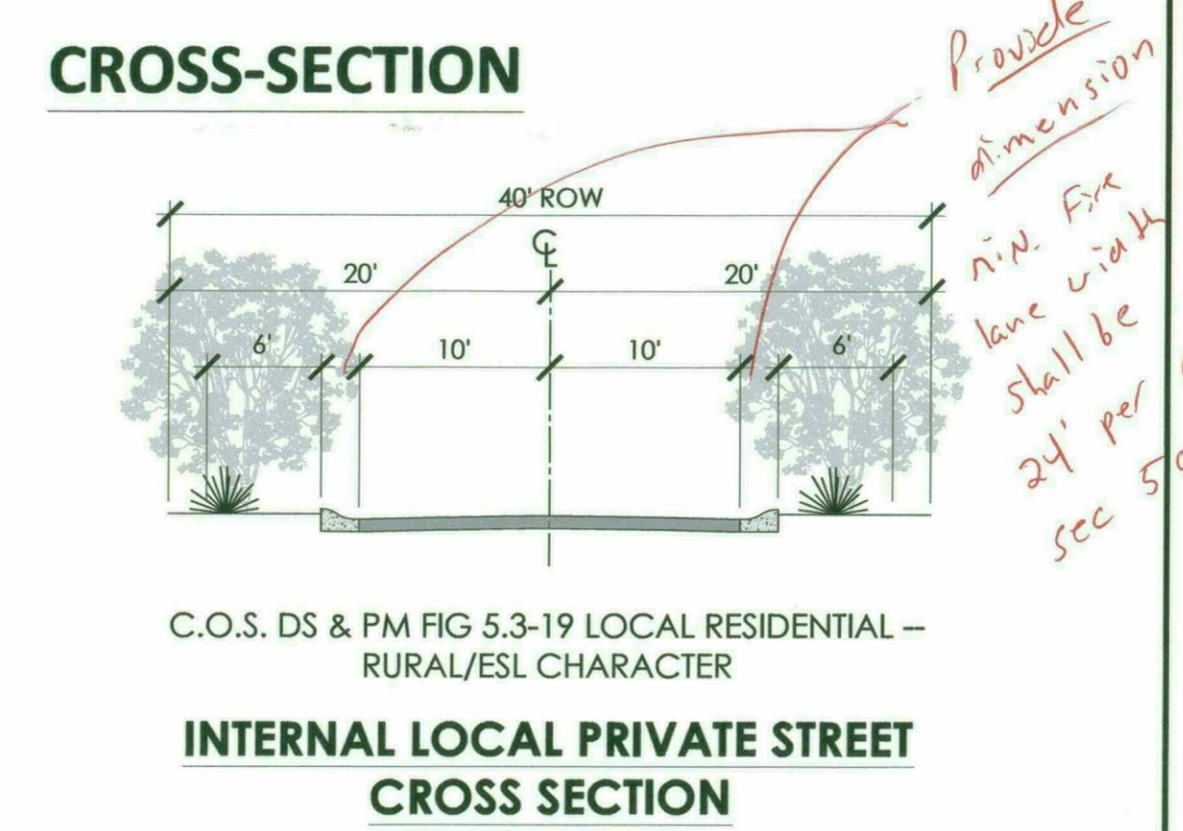 CROSS-SECTION
Provide
dimension
min. Fire
lane width
shall be
24' per
sec 5
40' ROW
CL
20' 20'
6' 10' 10' 6'
C.O.S. DS & PM FIG 5.3-19 LOCAL RESIDENTIAL --
RURAL/ESL CHARACTER
INTERNAL LOCAL PRIVATE STREET
CROSS SECTION